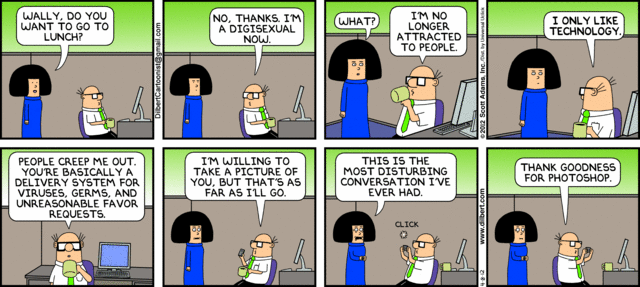 WALLY, DO YOU
WANT TO GO TO
LUNCH?
DilbertCartoonist@gmail.com
NO, THANKS. I'M
A DIGISEXUAL
NOW.
WHAT?
I'M NO
LONGER
ATTRACTED
TO PEOPLE.
©2012 Scott Adams, Inc. /Dist. by Universal Uclick
I ONLY LIKE
TECHNOLOGY.
PEOPLE CREEP ME OUT.
YOU'RE BASICALLY A
DELIVERY SYSTEM FOR
VIRUSES, GERMS, AND
UNREASONABLE FAVOR
REQUESTS.
I'M WILLING TO
TAKE A PICTURE OF
YOU, BUT THAT'S AS
FAR AS I'LL GO.
THIS IS THE
MOST DISTURBING
CONVERSATION I'VE
EVER HAD.
CLICK
www.dilbert.com
4-8-12
THANK GOODNESS
FOR PHOTOSHOP.